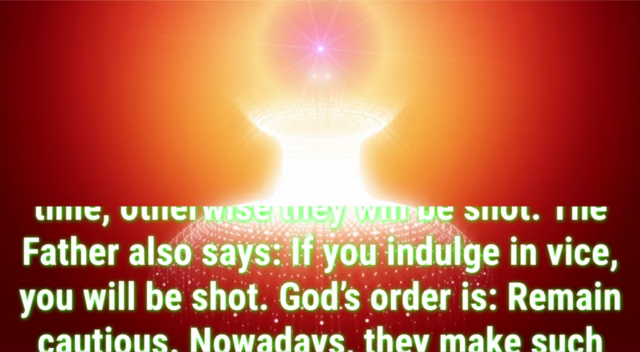 time, otherwise they will be shot. The
Father also says: If you indulge in vice,
you will be shot. God’s order is: Remain
cautious. Nowadays, they make such